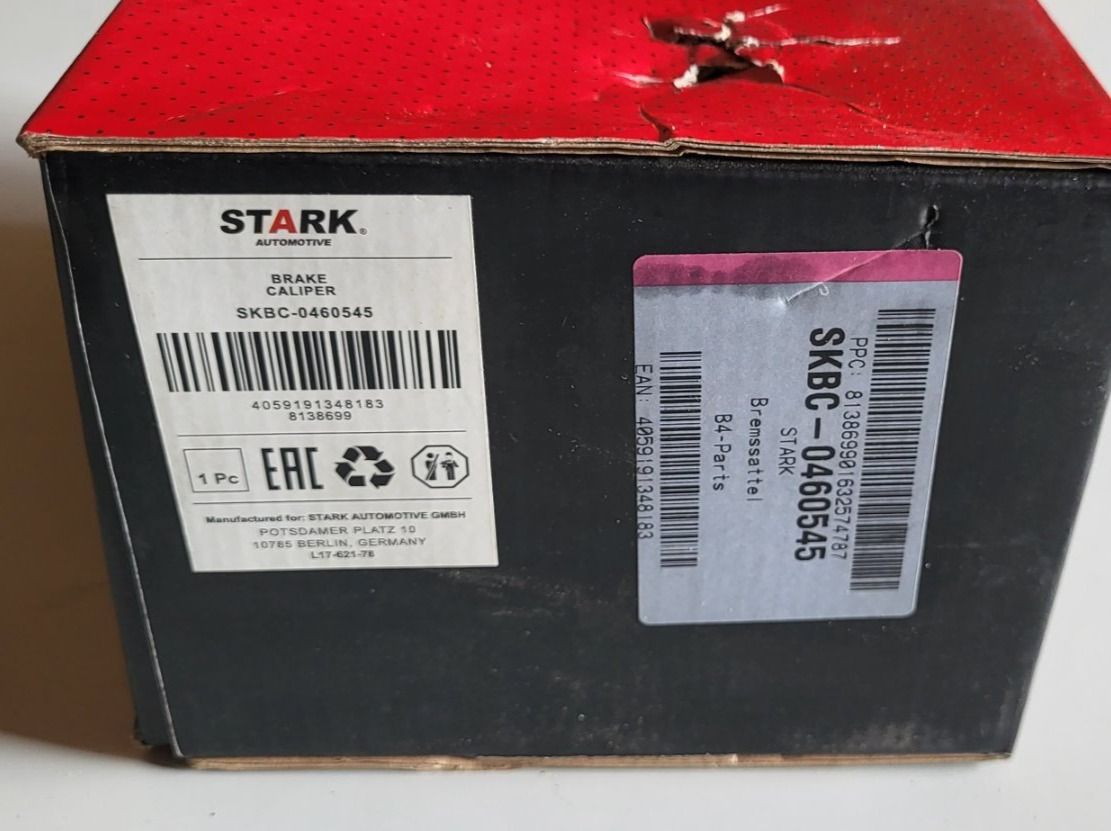 STARK®
AUTOMOTIVE
BRAKE
CALIPER
SKBC-0460545
4059191348183
8138699
1 Pc
EAC
Manufactured for: STARK AUTOMOTIVE GMBH
POTSDAMER PLATZ 10
10785 BERLIN, GERMANY
L17-621-78
PPC: 813869901632574787
SKBC-0460545
STARK
Bremssattel
B4-Parts
EAN: 4059191348183